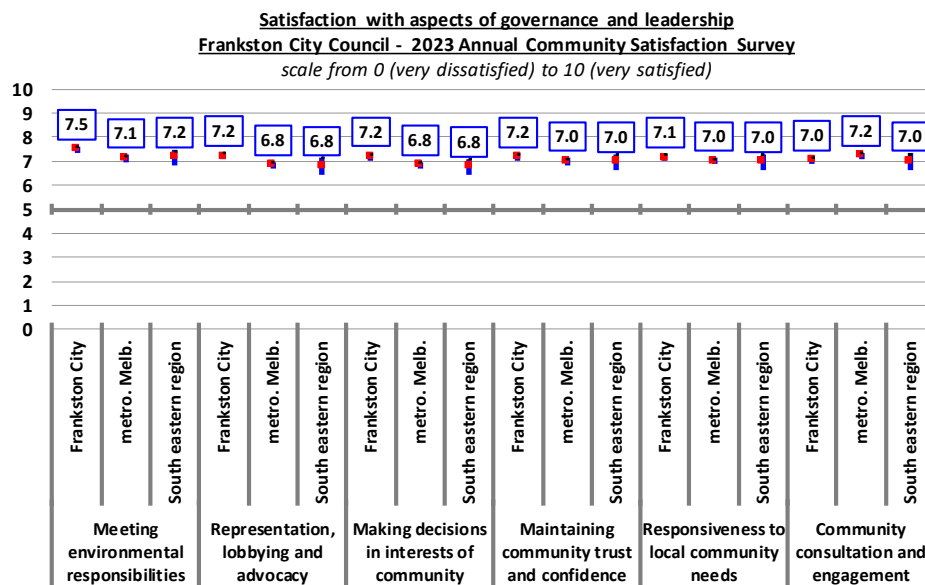 Satisfaction with aspects of governance and leadership
Frankston City Council - 2023 Annual Community Satisfaction Survey
scale from 0 (very dissatisfied) to 10 (very satisfied)
10
9
8
7
6
5
4
3
2
1
0
7.5
7.1
7.2
7.2
6.8
6.8
7.2
6.8
6.8
7.2
7.0
7.0
7.1
7.0
7.0
7.0
7.2
7.0
Frankston City
metro. Melb.
South eastern region
Frankston City
metro. Melb.
South eastern region
Frankston City
metro. Melb.
South eastern region
Frankston City
metro. Melb.
South eastern region
Frankston City
metro. Melb.
South eastern region
Frankston City
metro. Melb.
South eastern region
Meeting
environmental
responsibilities
Representation,
lobbying and
advocacy
Making decisions
in interests of
community
Maintaining
community trust
and confidence
Responsiveness to
local community
needs
Community
consultation and
engagement